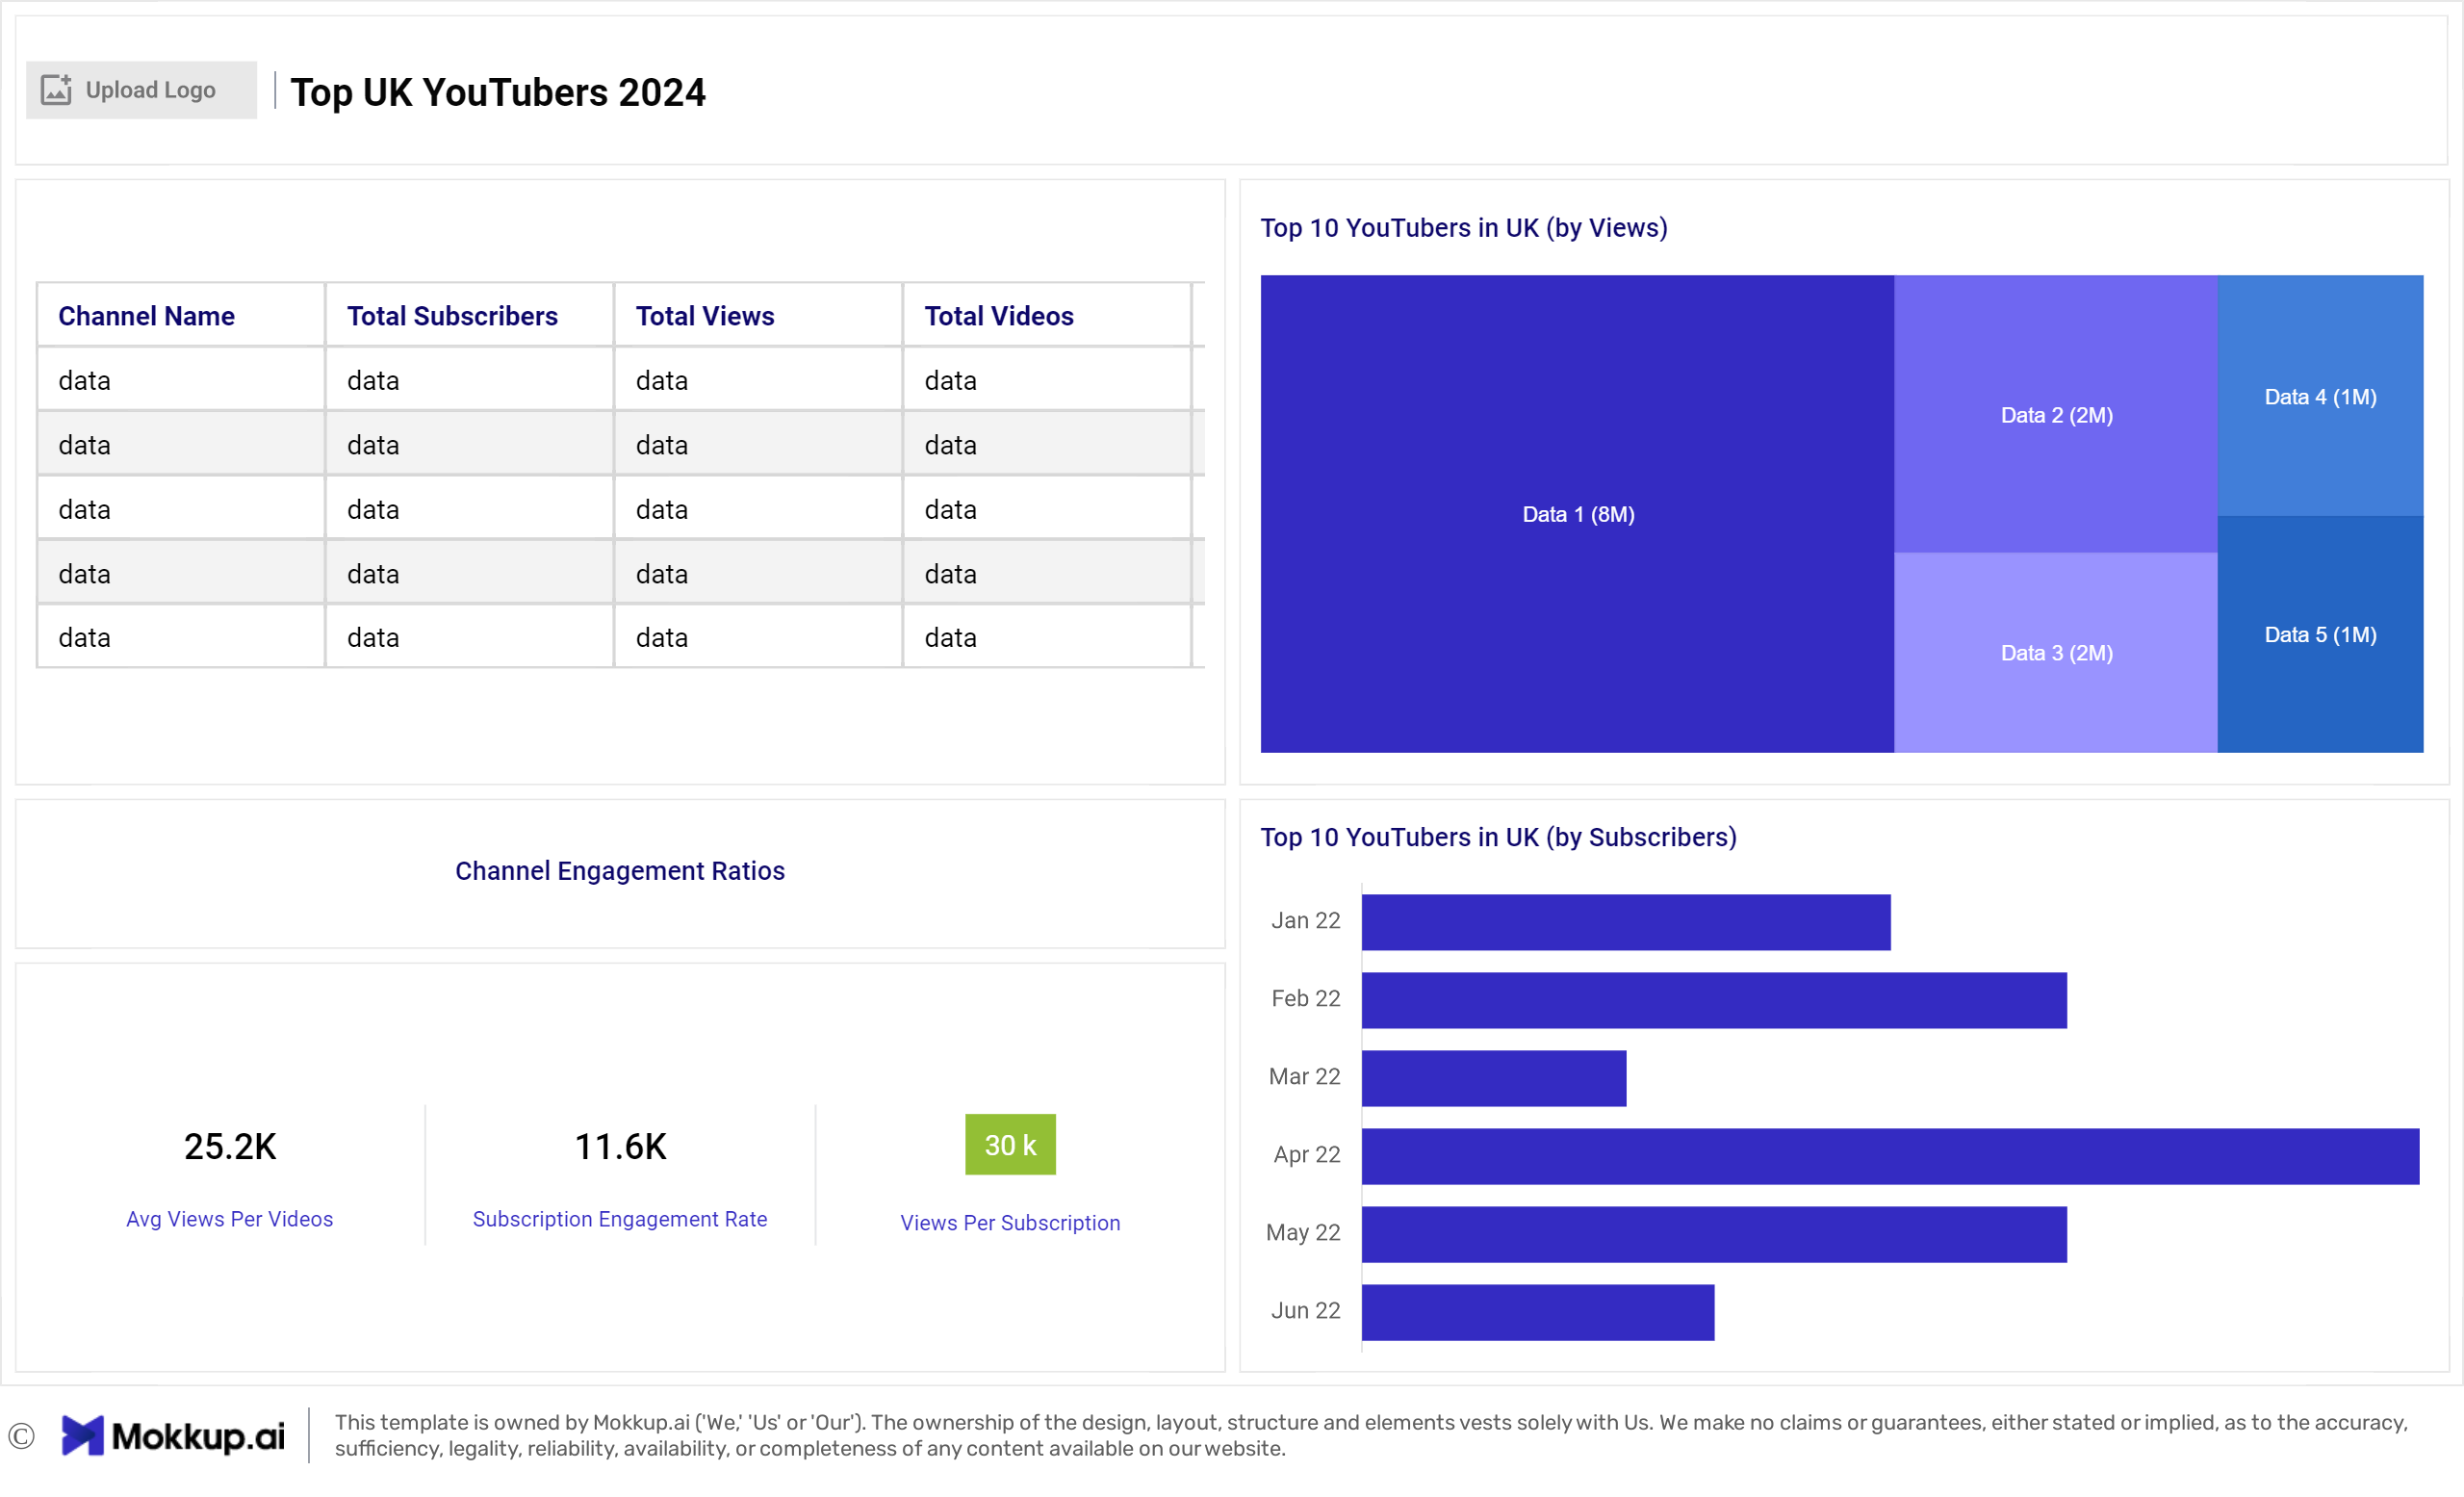 Upload Logo
Top UK YouTubers 2024
Channel Name Total Subscribers Total Views Total Videos
data data data data
data data data data
data data data data
data data data data
data data data data
Top 10 YouTubers in UK (by Views)
Data 1 (8M)
Data 2 (2M)
Data 3 (2M)
Data 4 (1M)
Data 5 (1M)
Channel Engagement Ratios
25.2K
Avg Views Per Videos
11.6K
Subscription Engagement Rate
30 k
Views Per Subscription
Top 10 YouTubers in UK (by Subscribers)
Jan 22
Feb 22
Mar 22
Apr 22
May 22
Jun 22
© Mokkup.ai
This template is owned by Mokkup.ai ('We,' 'Us' or 'Our'). The ownership of the design, layout, structure and elements vests solely with Us. We make no claims or guarantees, either stated or implied, as to the accuracy,
sufficiency, legality, reliability, availability, or completeness of any content available on our website.